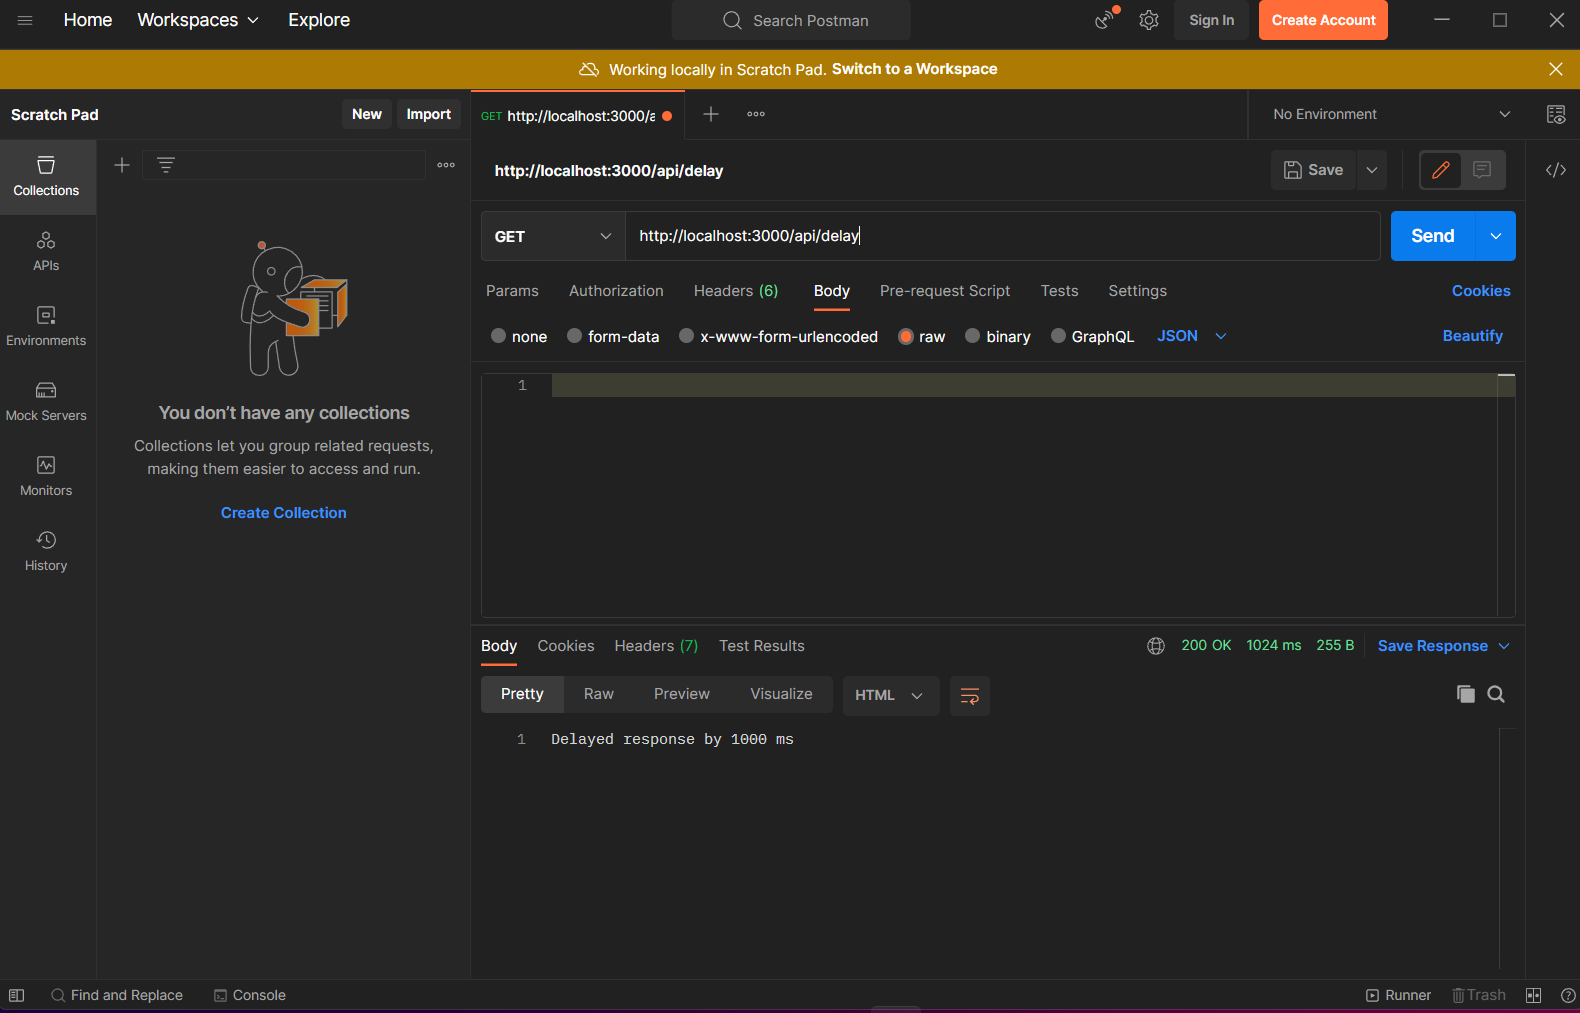 Home Workspaces Explore Search Postman Sign In Create Account
Working locally in Scratch Pad. Switch to a Workspace
Scratch Pad New Import GET http://localhost:3000/a No Environment
http://localhost:3000/api/delay Save
GET http://localhost:3000/api/delay Send
Params Authorization Headers (6) Body Pre-request Script Tests Settings Cookies
none form-data x-www-form-urlencoded raw binary GraphQL JSON Beautify
1
Collections
APIs
Environments
Mock Servers
Monitors
History
You don't have any collections
Collections let you group related requests,
making them easier to access and run.
Create Collection
Body Cookies Headers (7) Test Results 200 OK 1024 ms 255 B Save Response
Pretty Raw Preview Visualize HTML
1 Delayed response by 1000 ms
Find and Replace Console Runner Trash